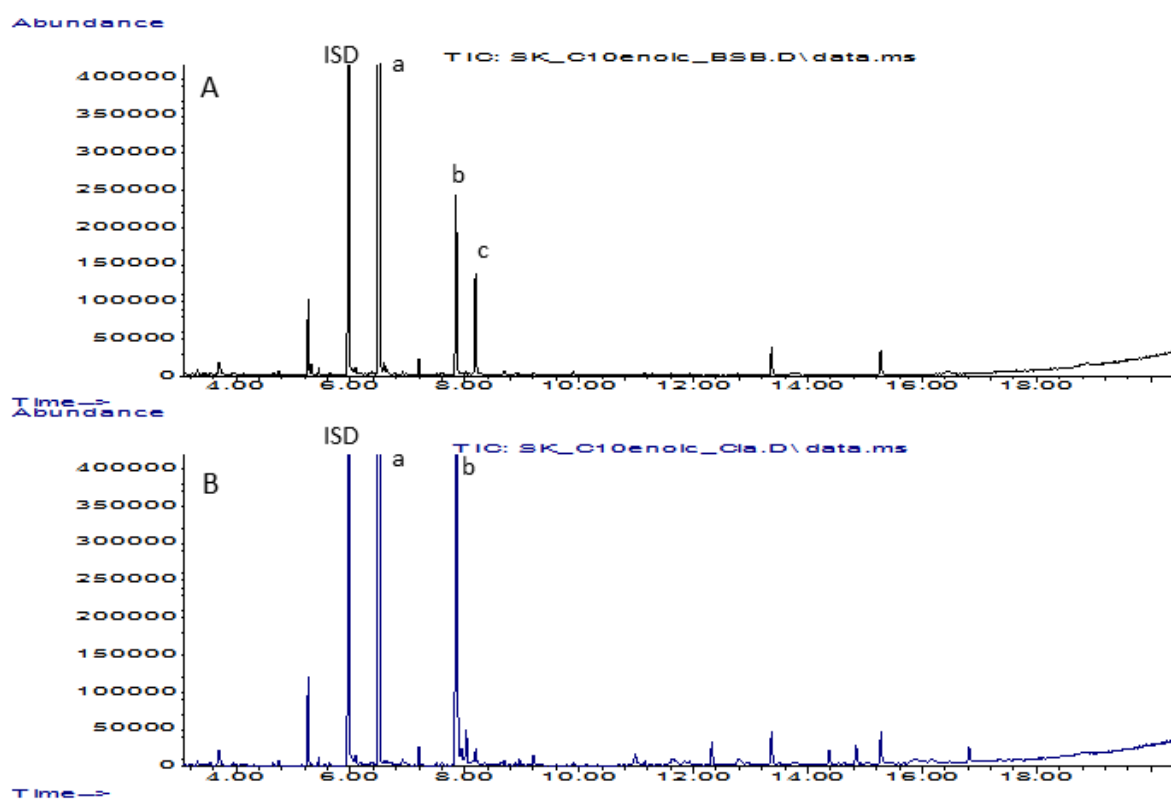 Abundance
ISD
a
TIC: SK_C10enoic_BSB.D\data.ms
A
400000
350000
300000
250000
200000
150000
100000
50000
0
b
c
4.00 6.00 8.00 10.00 12.00 14.00 16.00 18.00
Time-->
Abundance
ISD
a
b
TIC: SK_C10enoic_Cla.D\data.ms
B
400000
350000
300000
250000
200000
150000
100000
50000
0
4.00 6.00 8.00 10.00 12.00 14.00 16.00 18.00
Time-->